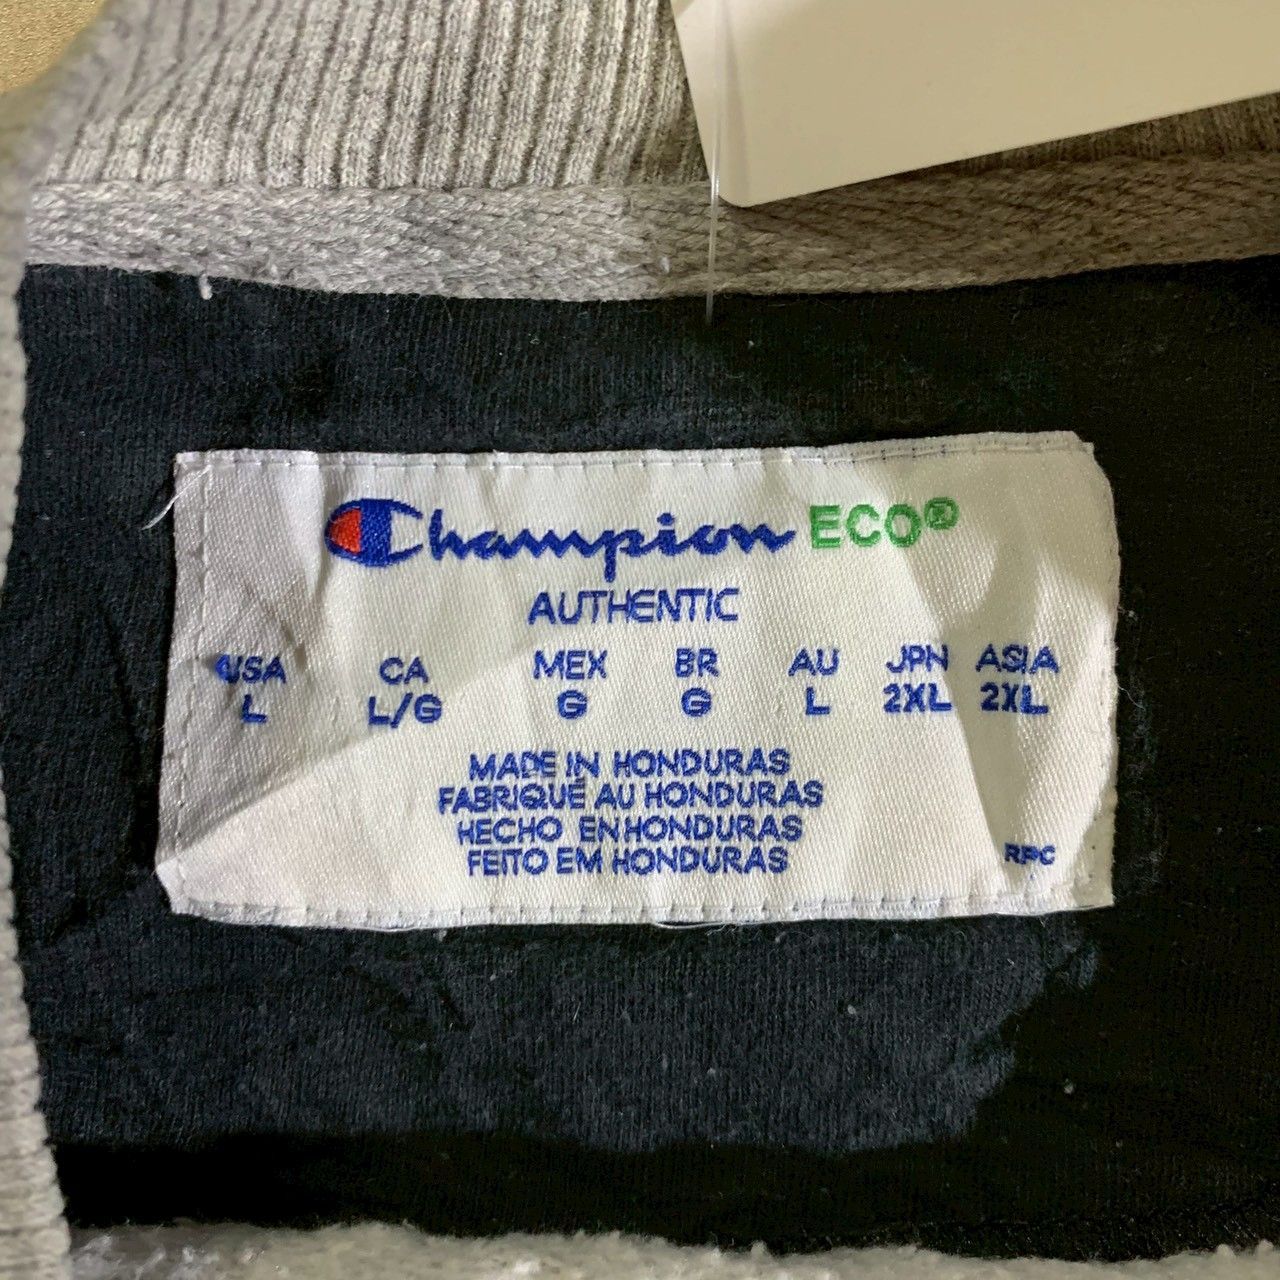 Champion ECO®
AUTHENTIC
USA CA MEX BR AU JPN ASIA
L L/G G G L 2XL 2XL
MADE IN HONDURAS
FABRIQUÉ AU HONDURAS
HECHO EN HONDURAS
FEITO EM HONDURAS
RPC